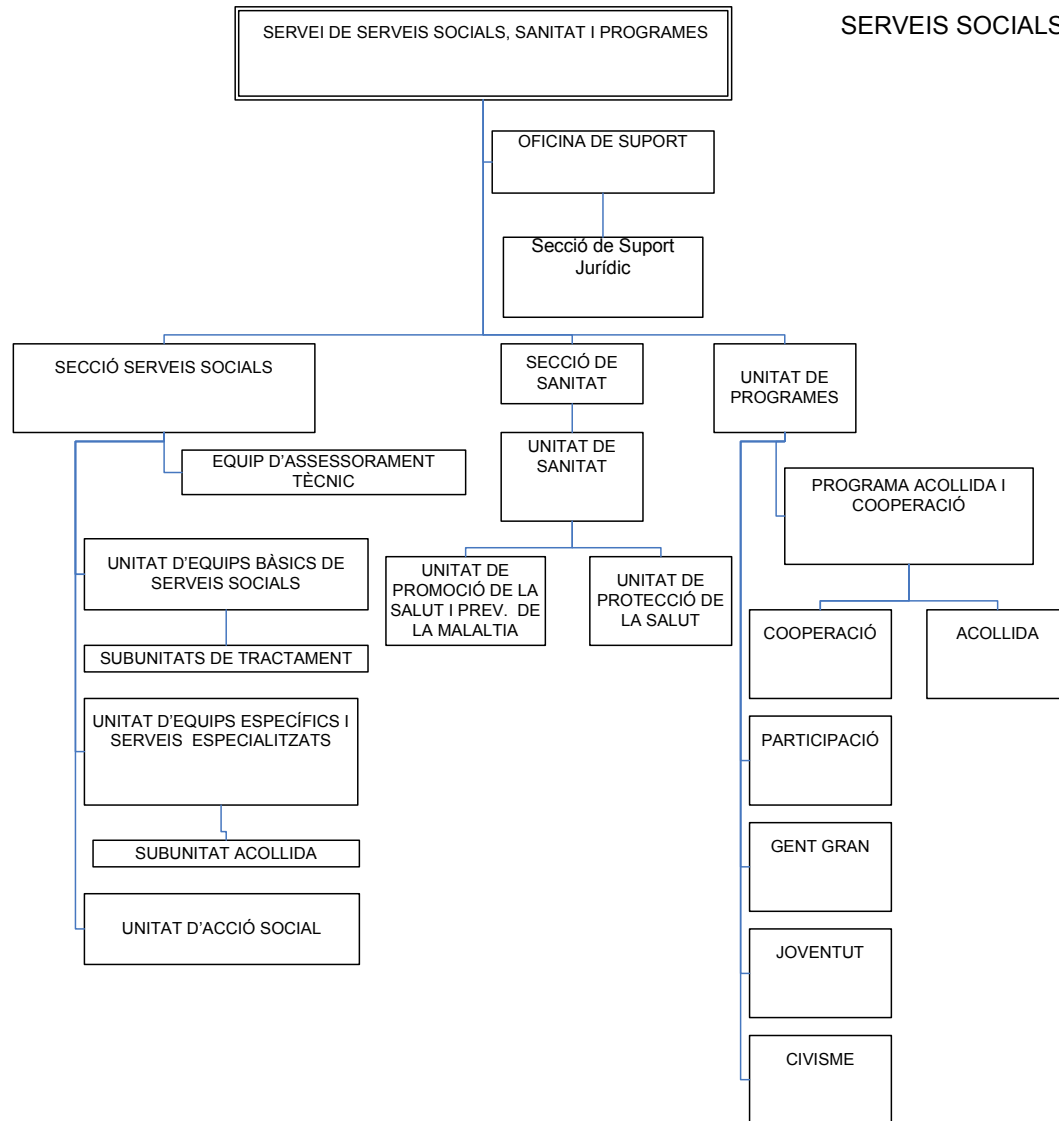 SERVEIS SOCIALS
SERVEI DE SERVEIS SOCIALS, SANITAT I PROGRAMES
OFICINA DE SUPORT
Secció de Suport
Jurídic
SECCIÓ SERVEIS SOCIALS
SECCIÓ DE
SANITAT
UNITAT DE
PROGRAMES
EQUIP D'ASSESSORAMENT
TÈCNIC
UNITAT DE
SANITAT
PROGRAMA ACOLLIDA I
COOPERACIÓ
UNITAT D'EQUIPS BÀSICS DE
SERVEIS SOCIALS
UNITAT DE
PROMOCIÓ DE LA
SALUT I PREV.  DE
LA MALALTIA
UNITAT DE
PROTECCIÓ DE
LA SALUT
COOPERACIÓ
ACOLLIDA
SUBUNITATS DE TRACTAMENT
UNITAT D'EQUIPS ESPECÍFICS I
SERVEIS  ESPECIALITZATS
PARTICIPACIÓ
SUBUNITAT ACOLLIDA
GENT GRAN
UNITAT D'ACCIÓ SOCIAL
JOVENTUT
CIVISME